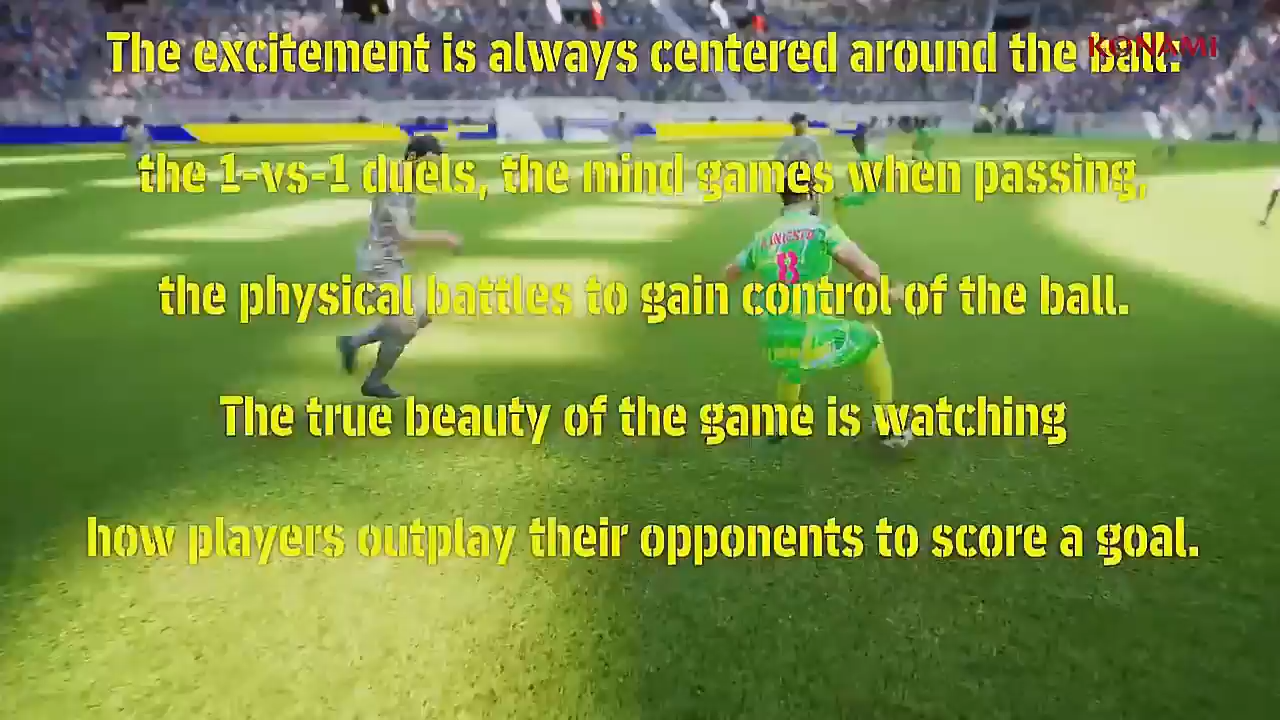 The excitement is always centered around the ball:
KONAMI
the 1-vs-1 duels, the mind games when passing,
the physical battles to gain control of the ball.
The true beauty of the game is watching
how players outplay their opponents to score a goal.